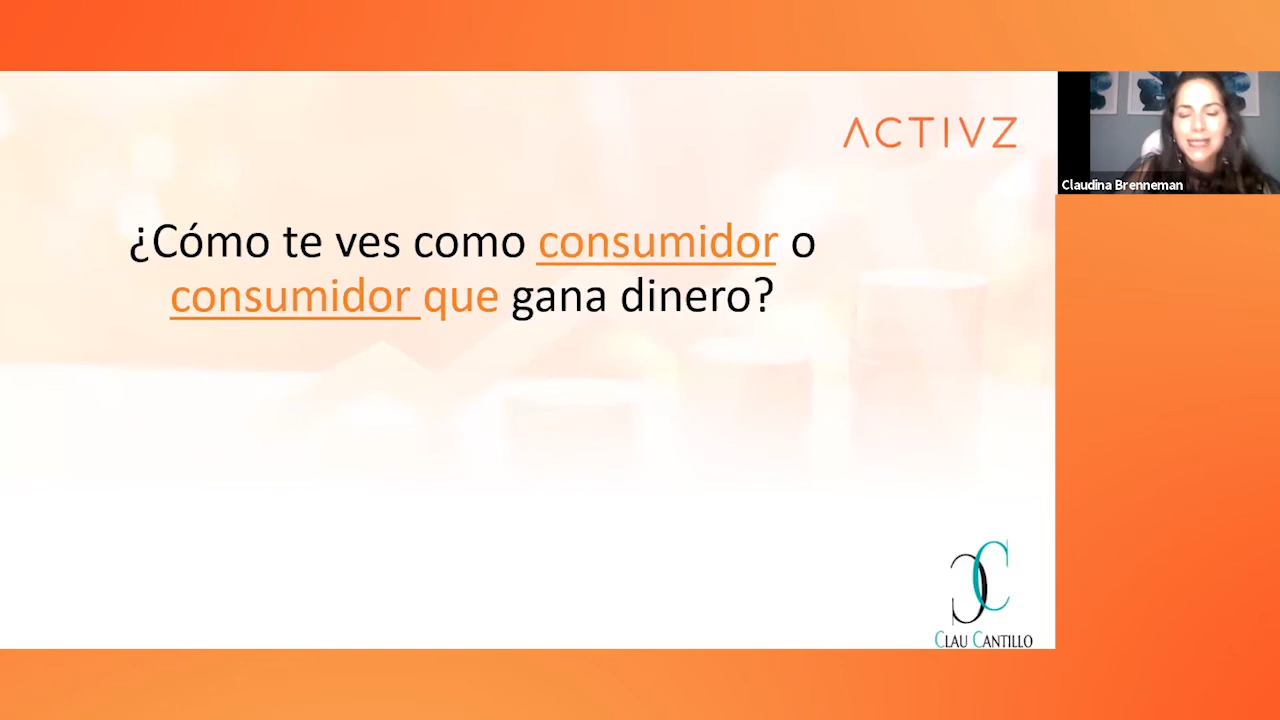 ACTIVZ
Claudina Brenneman
¿Cómo te ves como consumidor o
consumidor que gana dinero?
CLAU CANTILLO